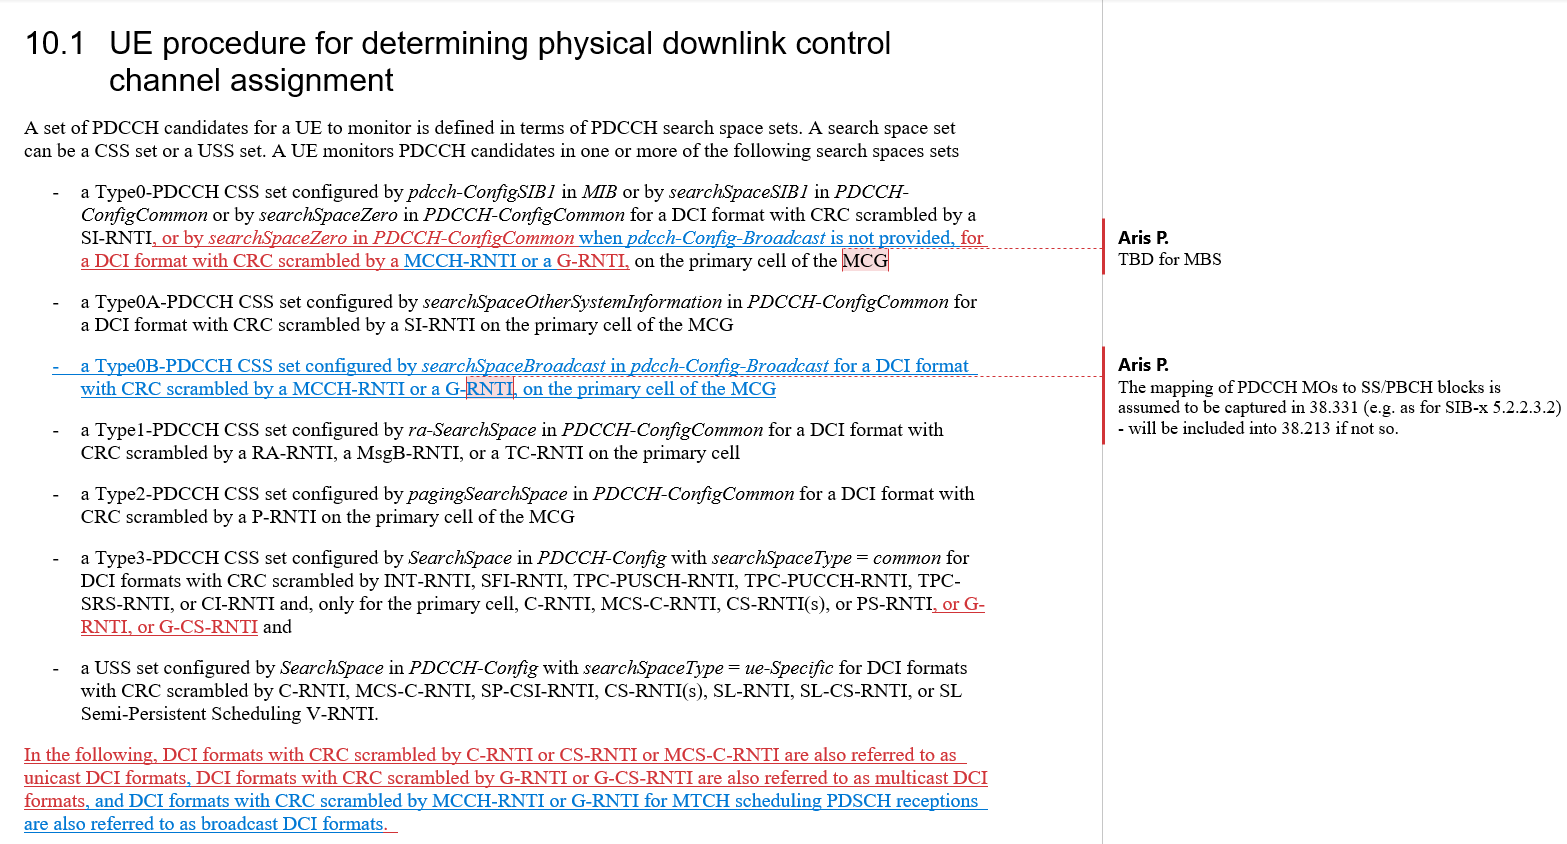 10.1 UE procedure for determining physical downlink control
channel assignment
A set of PDCCH candidates for a UE to monitor is defined in terms of PDCCH search space sets. A search space set
can be a CSS set or a USS set. A UE monitors PDCCH candidates in one or more of the following search spaces sets
- a Type0-PDCCH CSS set configured by pdcch-ConfigSIB1 in MIB or by searchSpaceSIB1 in PDCCH-
ConfigCommon or by searchSpaceZero in PDCCH-ConfigCommon for a DCI format with CRC scrambled by a
SI-RNTI, or by searchSpaceZero in PDCCH-ConfigCommon when pdcch-Config-Broadcast is not provided, for
a DCI format with CRC scrambled by a MCCH-RNTI or a G-RNTI, on the primary cell of the MCG
Aris P.
TBD for MBS
- a Type0A-PDCCH CSS set configured by searchSpaceOtherSystemInformation in PDCCH-ConfigCommon for
a DCI format with CRC scrambled by a SI-RNTI on the primary cell of the MCG
- a Type0B-PDCCH CSS set configured by searchSpaceBroadcast in pdcch-Config-Broadcast for a DCI format
with CRC scrambled by a MCCH-RNTI or a G-RNTI, on the primary cell of the MCG
Aris P.
The mapping of PDCCH MOs to SS/PBCH blocks is
assumed to be captured in 38.331 (e.g. as for SIB-x 5.2.2.3.2)
- will be included into 38.213 if not so.
- a Type1-PDCCH CSS set configured by ra-SearchSpace in PDCCH-ConfigCommon for a DCI format with
CRC scrambled by a RA-RNTI, a MsgB-RNTI, or a TC-RNTI on the primary cell
- a Type2-PDCCH CSS set configured by pagingSearchSpace in PDCCH-ConfigCommon for a DCI format with
CRC scrambled by a P-RNTI on the primary cell of the MCG
- a Type3-PDCCH CSS set configured by SearchSpace in PDCCH-Config with searchSpaceType = common for
DCI formats with CRC scrambled by INT-RNTI, SFI-RNTI, TPC-PUSCH-RNTI, TPC-PUCCH-RNTI, TPC-
SRS-RNTI, or CI-RNTI and, only for the primary cell, C-RNTI, MCS-C-RNTI, CS-RNTI(s), or PS-RNTI, or G-
RNTI, or G-CS-RNTI and
- a USS set configured by SearchSpace in PDCCH-Config with searchSpaceType = ue-Specific for DCI formats
with CRC scrambled by C-RNTI, MCS-C-RNTI, SP-CSI-RNTI, CS-RNTI(s), SL-RNTI, SL-CS-RNTI, or SL
Semi-Persistent Scheduling V-RNTI.
In the following, DCI formats with CRC scrambled by C-RNTI or CS-RNTI or MCS-C-RNTI are also referred to as
unicast DCI formats, DCI formats with CRC scrambled by G-RNTI or G-CS-RNTI are also referred to as multicast DCI
formats, and DCI formats with CRC scrambled by MCCH-RNTI or G-RNTI for MTCH scheduling PDSCH receptions
are also referred to as broadcast DCI formats.